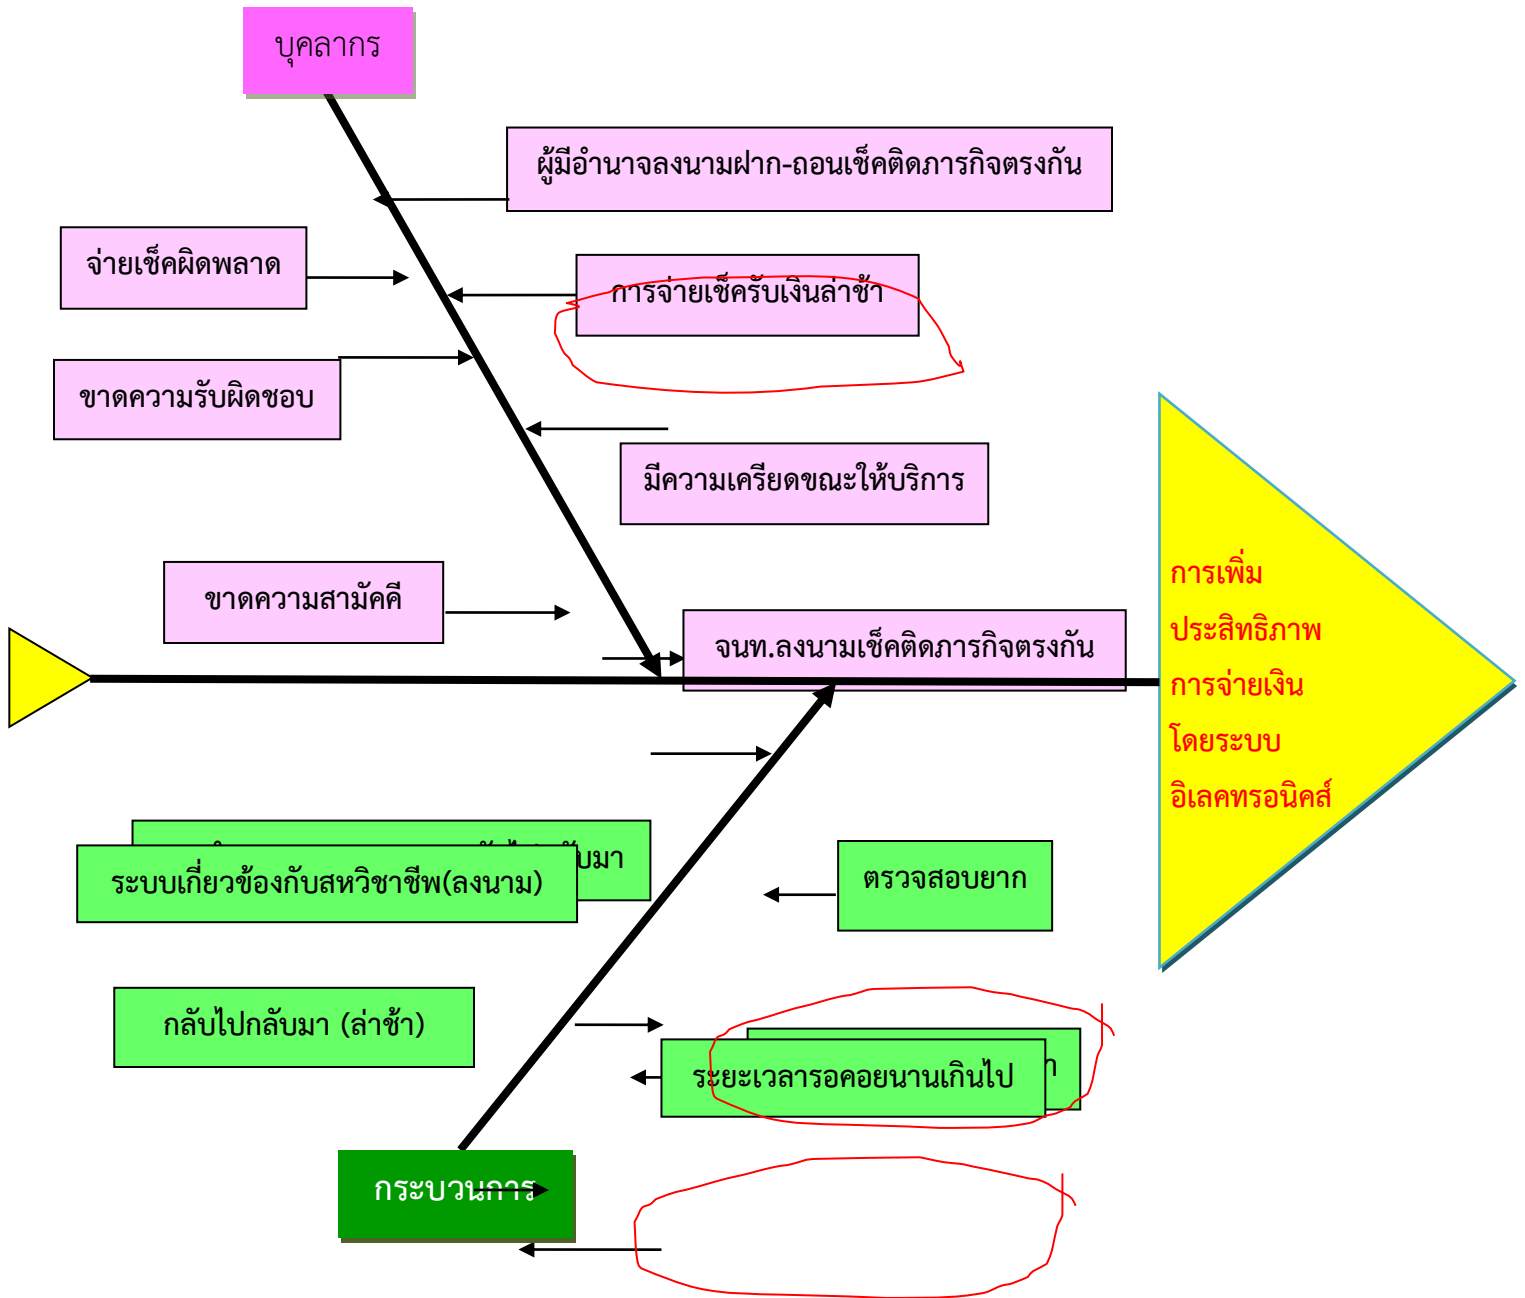 บุคลากร
ผู้มีอำนาจลงนามฝาก-ถอนเช็คติดภารกิจตรงกัน
จ่ายเช็คผิดพลาด
การจ่ายเช็ครับเงินล่าช้า
ขาดความรับผิดชอบ
มีความเครียดขณะให้บริการ
ขาดความสามัคคี
จนท.ลงนามเช็คติดภารกิจตรงกัน
การเพิ่ม
ประสิทธิภาพ
การจ่ายเงิน
โดยระบบ
อิเลคทรอนิคส์
ระบบเกี่ยวข้องกับสหวิชาชีพ(ลงนาม)
ตรวจสอบยาก
กลับไปกลับมา (ล่าช้า)
ระยะเวลารอคอยนานเกินไป
กระบวนการ